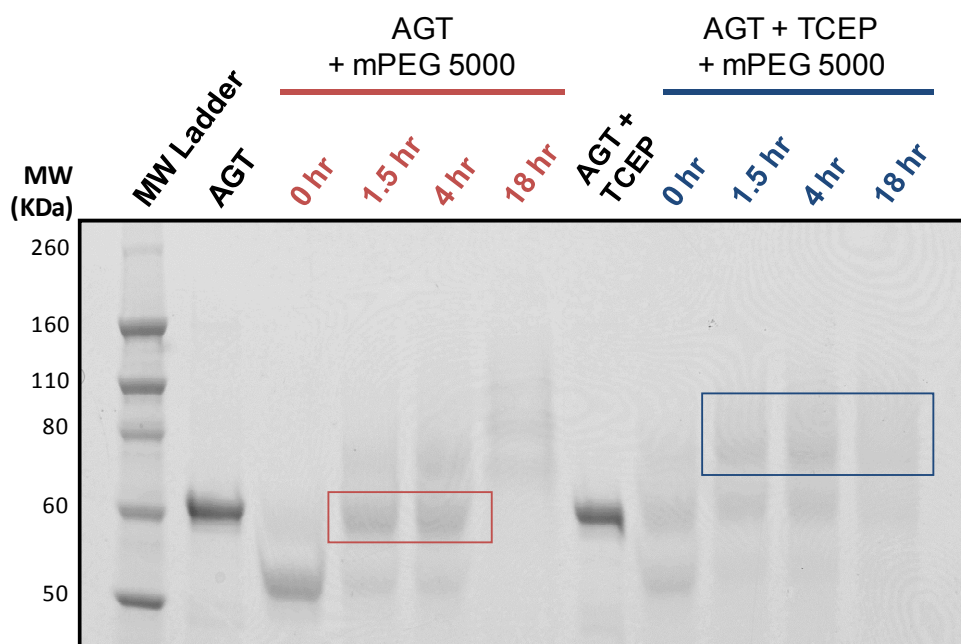 AGT
+ mPEG 5000
AGT + TCEP
+ mPEG 5000
MW Ladder
AGT
0 hr
1.5 hr
4 hr
18 hr
AGT +
TCEP
0 hr
1.5 hr
4 hr
18 hr
MW
(KDa)
260
160
110
80
60
50